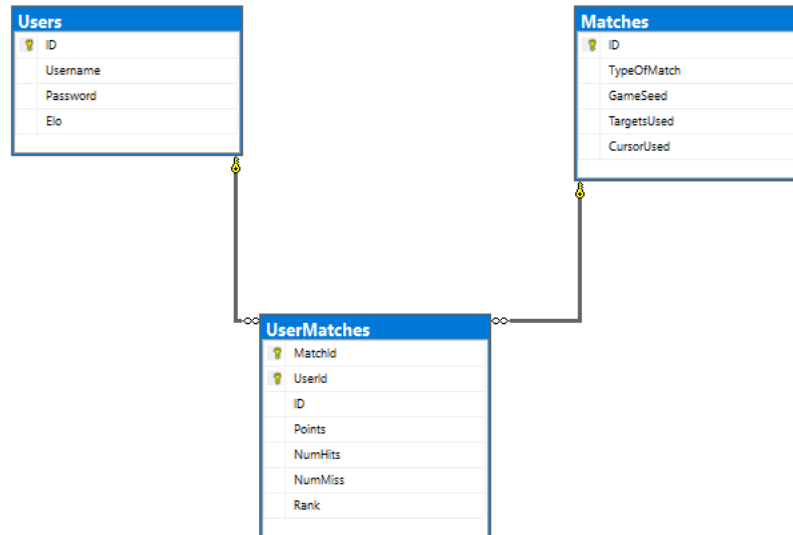 Users
ID
Username
Password
Elo
Matches
ID
TypeOfMatch
GameSeed
TargetsUsed
CursorUsed
UserMatches
MatchId
UserId
ID
Points
NumHits
NumMiss
Rank